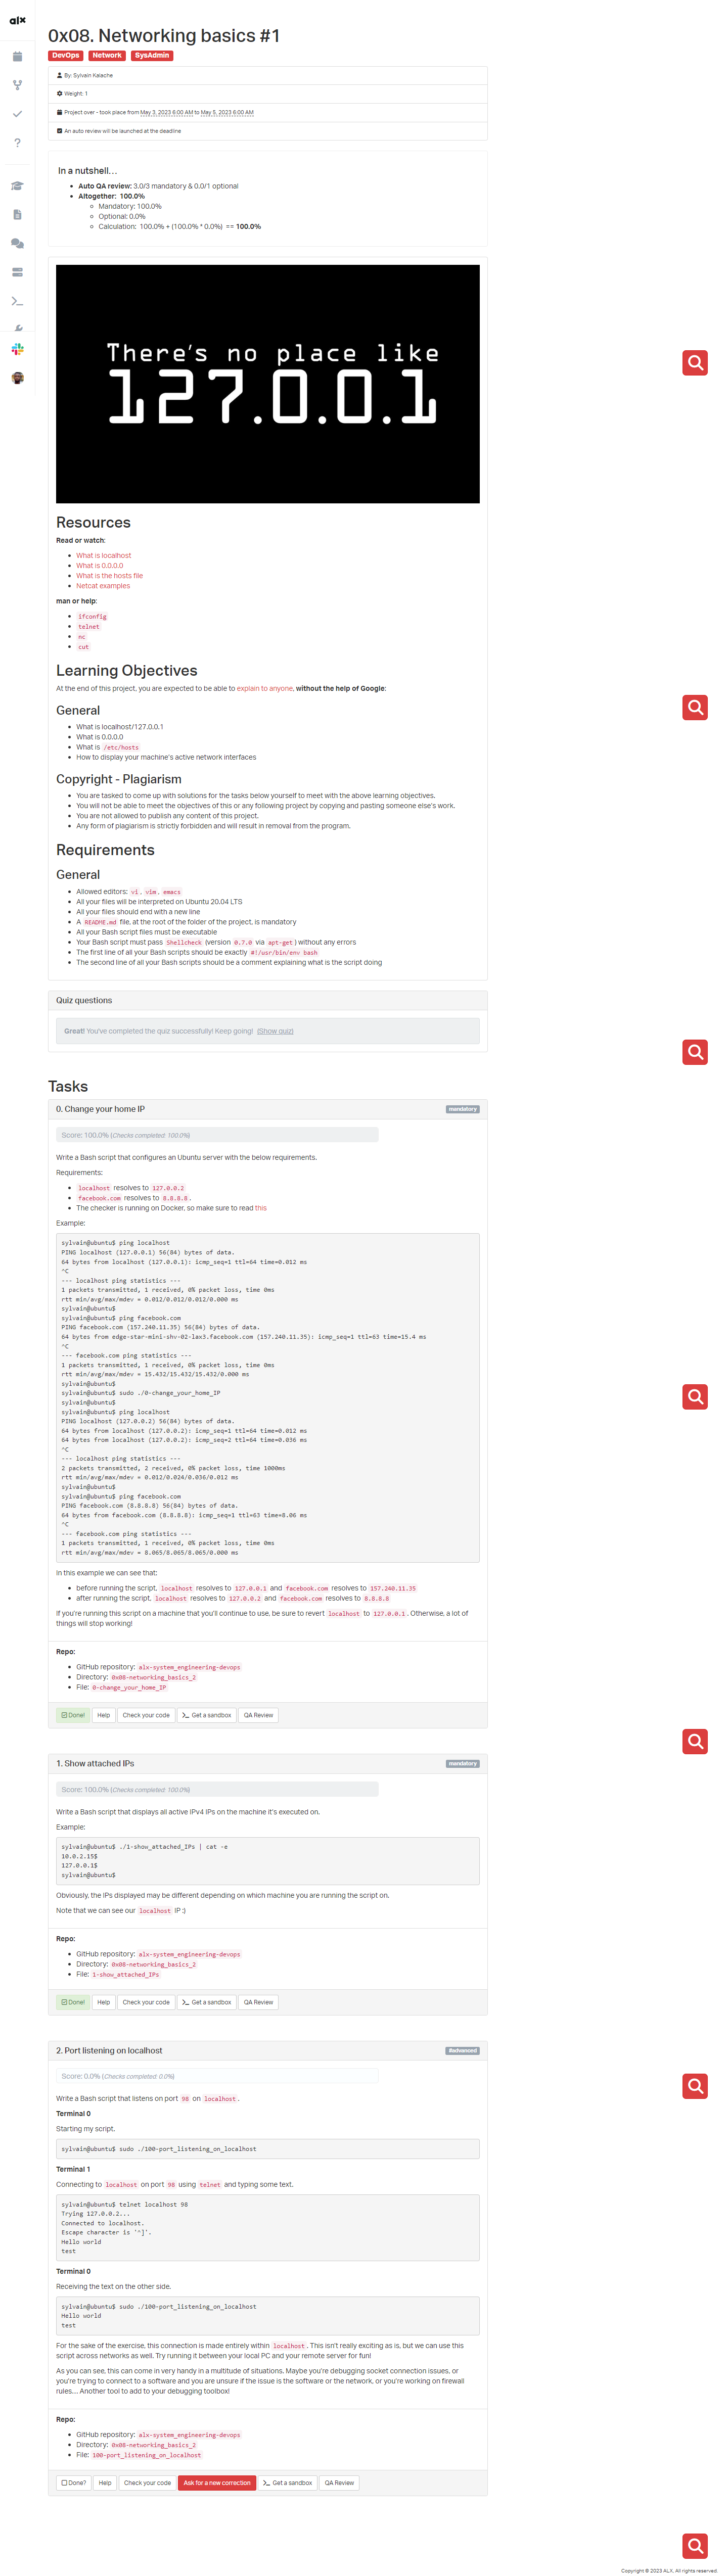 alx
0x08. Networking basics #1
DevOps Network SysAdmin
By: Sylvain Kalache
Weight: 1
Project over - took place from May 3, 2023 6:00 AM to May 5, 2023 6:00 AM
An auto review will be launched at the deadline
In a nutshell…
Auto QA review: 3.0/3 mandatory & 0.0/1 optional
Altogether: 100.0%
Mandatory: 100.0%
Optional: 0.0%
Calculation: 100.0% + (100.0% * 0.0%) == 100.0%
There's no place like
127.0.0.1
Resources
Read or watch:
What is localhost
What is 0.0.0.0
What is the hosts file
Netcat examples
man or help:
ifconfig
telnet
nc
cut
Learning Objectives
At the end of this project, you are expected to be able to explain to anyone, without the help of Google:
General
What is localhost/127.0.0.1
What is 0.0.0.0
What is /etc/hosts
How to display your machine's active network interfaces
Copyright - Plagiarism
You are tasked to come up with solutions for the tasks below yourself to meet with the above learning objectives.
You will not be able to meet the objectives of this or any following project by copying and pasting someone else's work.
You are not allowed to publish any content of this project.
Any form of plagiarism is strictly forbidden and will result in removal from the program.
Requirements
General
Allowed editors: vi, vim, emacs
All your files will be interpreted on Ubuntu 20.04 LTS
All your files should end with a new line
A README.md file, at the root of the folder of the project, is mandatory
All your Bash script files must be executable
Your Bash script must pass Shellcheck (version 0.7.0 via apt-get) without any errors
The first line of all your Bash scripts should be exactly #!/usr/bin/env bash
The second line of all your Bash scripts should be a comment explaining what is the script doing
Quiz questions
Great! You've completed the quiz successfully! Keep going! (Show quiz)
Tasks
0. Change your home IP mandatory
Score: 100.0% (Checks completed: 100.0%)
Write a Bash script that configures an Ubuntu server with the below requirements.
Requirements:
localhost resolves to 127.0.0.2
facebook.com resolves to 8.8.8.8.
The checker is running on Docker, so make sure to read this
Example:
sylvain@ubuntu$ ping localhost
PING localhost (127.0.0.1) 56(84) bytes of data.
64 bytes from localhost (127.0.0.1): icmp_seq=1 ttl=64 time=0.012 ms
^C
--- localhost ping statistics ---
1 packets transmitted, 1 received, 0% packet loss, time 0ms
rtt min/avg/max/mdev = 0.012/0.012/0.012/0.000 ms
sylvain@ubuntu$
sylvain@ubuntu$ ping facebook.com
PING facebook.com (157.240.11.35) 56(84) bytes of data.
64 bytes from edge-star-mini-shv-02-lax3.facebook.com (157.240.11.35): icmp_seq=1 ttl=63 time=15.4 ms
^C
--- facebook.com ping statistics ---
1 packets transmitted, 1 received, 0% packet loss, time 0ms
rtt min/avg/max/mdev = 15.432/15.432/15.432/0.000 ms
sylvain@ubuntu$
sylvain@ubuntu$ sudo ./0-change_your_home_IP
sylvain@ubuntu$
sylvain@ubuntu$ ping localhost
PING localhost (127.0.0.2) 56(84) bytes of data.
64 bytes from localhost (127.0.0.2): icmp_seq=1 ttl=64 time=0.012 ms
64 bytes from localhost (127.0.0.2): icmp_seq=2 ttl=64 time=0.036 ms
^C
--- localhost ping statistics ---
2 packets transmitted, 2 received, 0% packet loss, time 1000ms
rtt min/avg/max/mdev = 0.012/0.024/0.036/0.012 ms
sylvain@ubuntu$
sylvain@ubuntu$ ping facebook.com
PING facebook.com (8.8.8.8) 56(84) bytes of data.
64 bytes from facebook.com (8.8.8.8): icmp_seq=1 ttl=63 time=8.06 ms
^C
--- facebook.com ping statistics ---
1 packets transmitted, 1 received, 0% packet loss, time 0ms
rtt min/avg/max/mdev = 8.065/8.065/8.065/0.000 ms
In this example we can see that:
before running the script, localhost resolves to 127.0.0.1 and facebook.com resolves to 157.240.11.35
after running the script, localhost resolves to 127.0.0.2 and facebook.com resolves to 8.8.8.8
If you're running this script on a machine that you'll continue to use, be sure to revert localhost to 127.0.0.1. Otherwise, a lot of
things will stop working!
Repo:
GitHub repository: alx-system_engineering-devops
Directory: 0x08-networking_basics_2
File: 0-change_your_home_IP
Done! Help Check your code Get a sandbox QA Review
1. Show attached IPs mandatory
Score: 100.0% (Checks completed: 100.0%)
Write a Bash script that displays all active IPv4 IPs on the machine it's executed on.
Example:
sylvain@ubuntu$ ./1-show_attached_IPs | cat -e
10.0.2.15$
127.0.0.1$
sylvain@ubuntu$
Obviously, the IPs displayed may be different depending on which machine you are running the script on.
Note that we can see our localhost IP :)
Repo:
GitHub repository: alx-system_engineering-devops
Directory: 0x08-networking_basics_2
File: 1-show_attached_IPs
Done! Help Check your code Get a sandbox QA Review
2. Port listening on localhost #advanced
Score: 0.0% (Checks completed: 0.0%)
Write a Bash script that listens on port 98 on localhost.
Terminal 0
Starting my script.
sylvain@ubuntu$ sudo ./100-port_listening_on_localhost
Terminal 1
Connecting to localhost on port 98 using telnet and typing some text.
sylvain@ubuntu$ telnet localhost 98
Trying 127.0.0.2...
Connected to localhost.
Escape character is '^]'.
Hello world
test
Terminal 0
Receiving the text on the other side.
sylvain@ubuntu$ sudo ./100-port_listening_on_localhost
Hello world
test
For the sake of the exercise, this connection is made entirely within localhost. This isn't really exciting as is, but we can use this
script across networks as well. Try running it between your local PC and your remote server for fun!
As you can see, this can come in very handy in a multitude of situations. Maybe you're debugging socket connection issues, or
you're trying to connect to a software and you are unsure if the issue is the software or the network, or you're working on firewall
rules… Another tool to add to your debugging toolbox!
Repo:
GitHub repository: alx-system_engineering-devops
Directory: 0x08-networking_basics_2
File: 100-port_listening_on_localhost
Done? Help Check your code Ask for a new correction Get a sandbox QA Review
Copyright © 2023 ALX, All rights reserved.